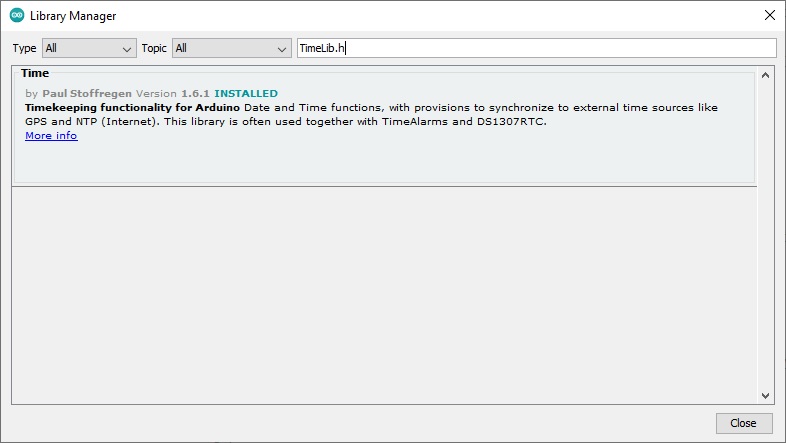 Library Manager
Type All Topic All TimeLib.h
Time
by Paul Stoffregen Version 1.6.1 INSTALLED
Timekeeping functionality for Arduino Date and Time functions, with provisions to synchronize to external time sources like
GPS and NTP (Internet). This library is often used together with TimeAlarms and DS1307RTC.
More info
Close